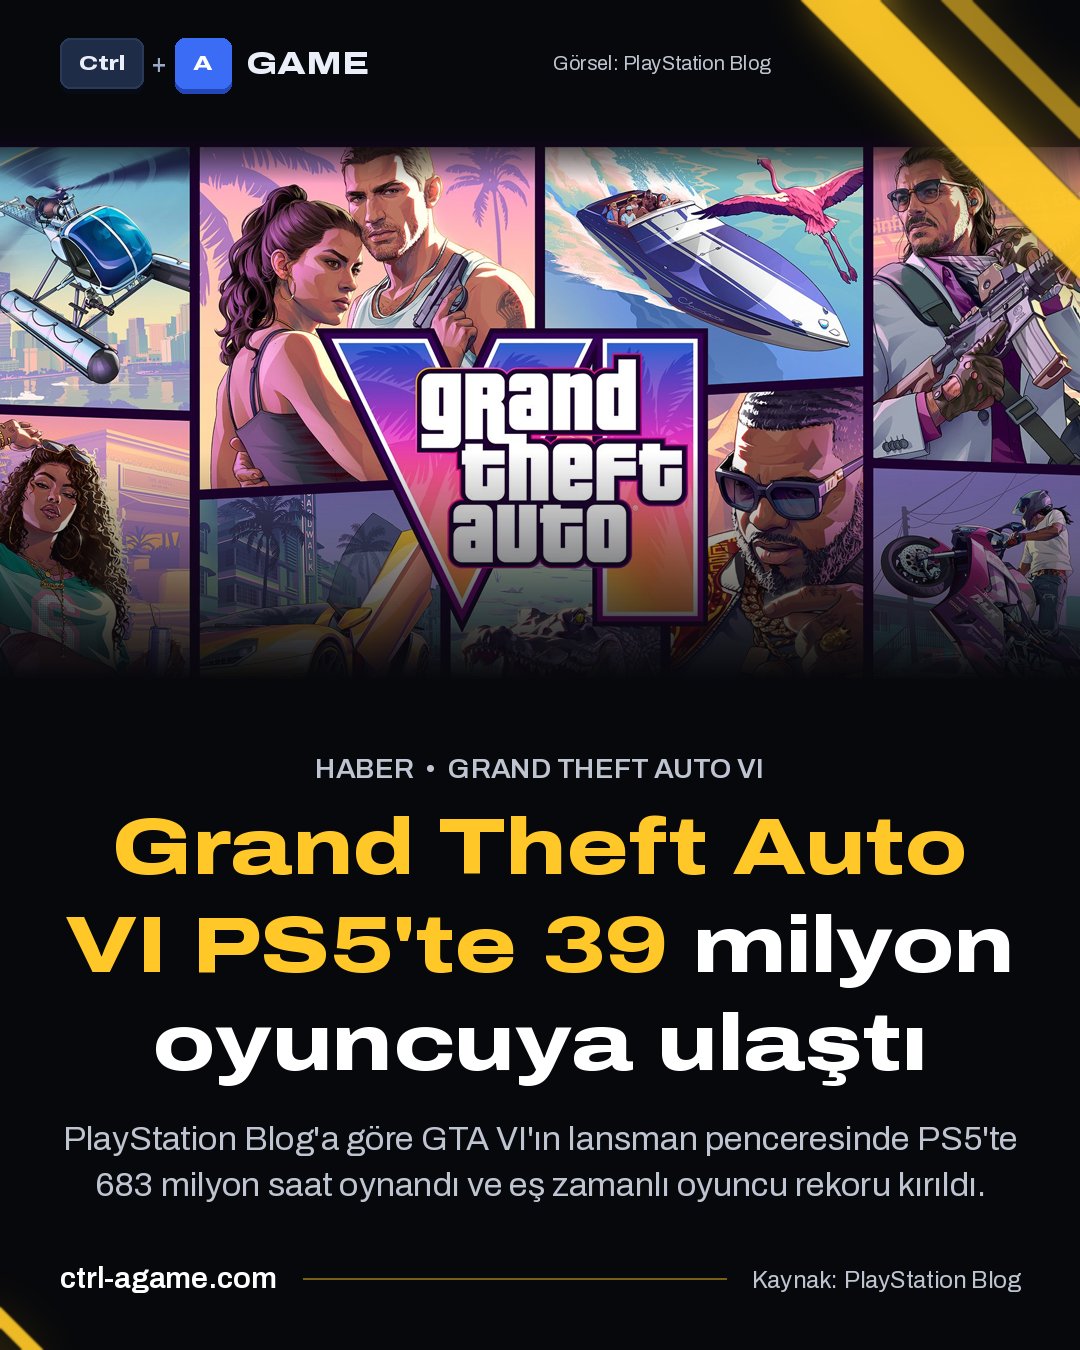 Ctrl + A GAME
Görsel: PlayStation Blog
VI
grand
theft
auto
HABER • GRAND THEFT AUTO VI
Grand Theft Auto
VI PS5'te 39 milyon
oyuncuya ulaştı
PlayStation Blog'a göre GTA VI'ın lansman penceresinde PS5'te
683 milyon saat oynandı ve eş zamanlı oyuncu rekoru kırıldı.
ctrl-agame.com
Kaynak: PlayStation Blog